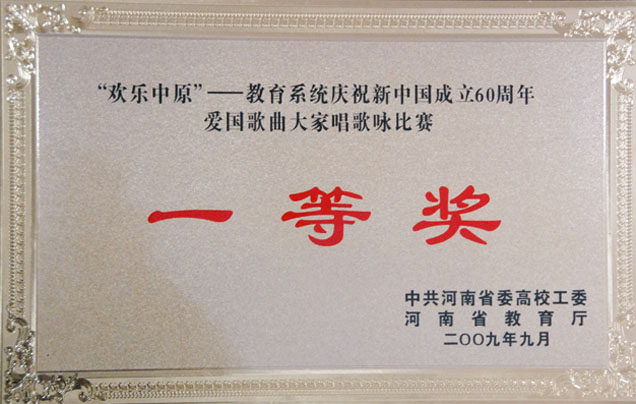 “欢乐中原”——教育系统庆祝新中国成立60周年
爱国歌曲大家唱歌咏比赛
一等奖
中共河南省委高校工委
河南省教育厅
二〇〇九年九月